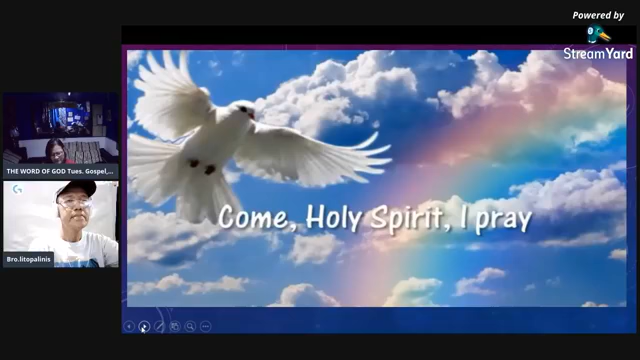 Powered by
StreamYard
THE WORD OF GOD Tues. Gospel,...
Bro.litopalinis
Come, Holy Spirit, I pray